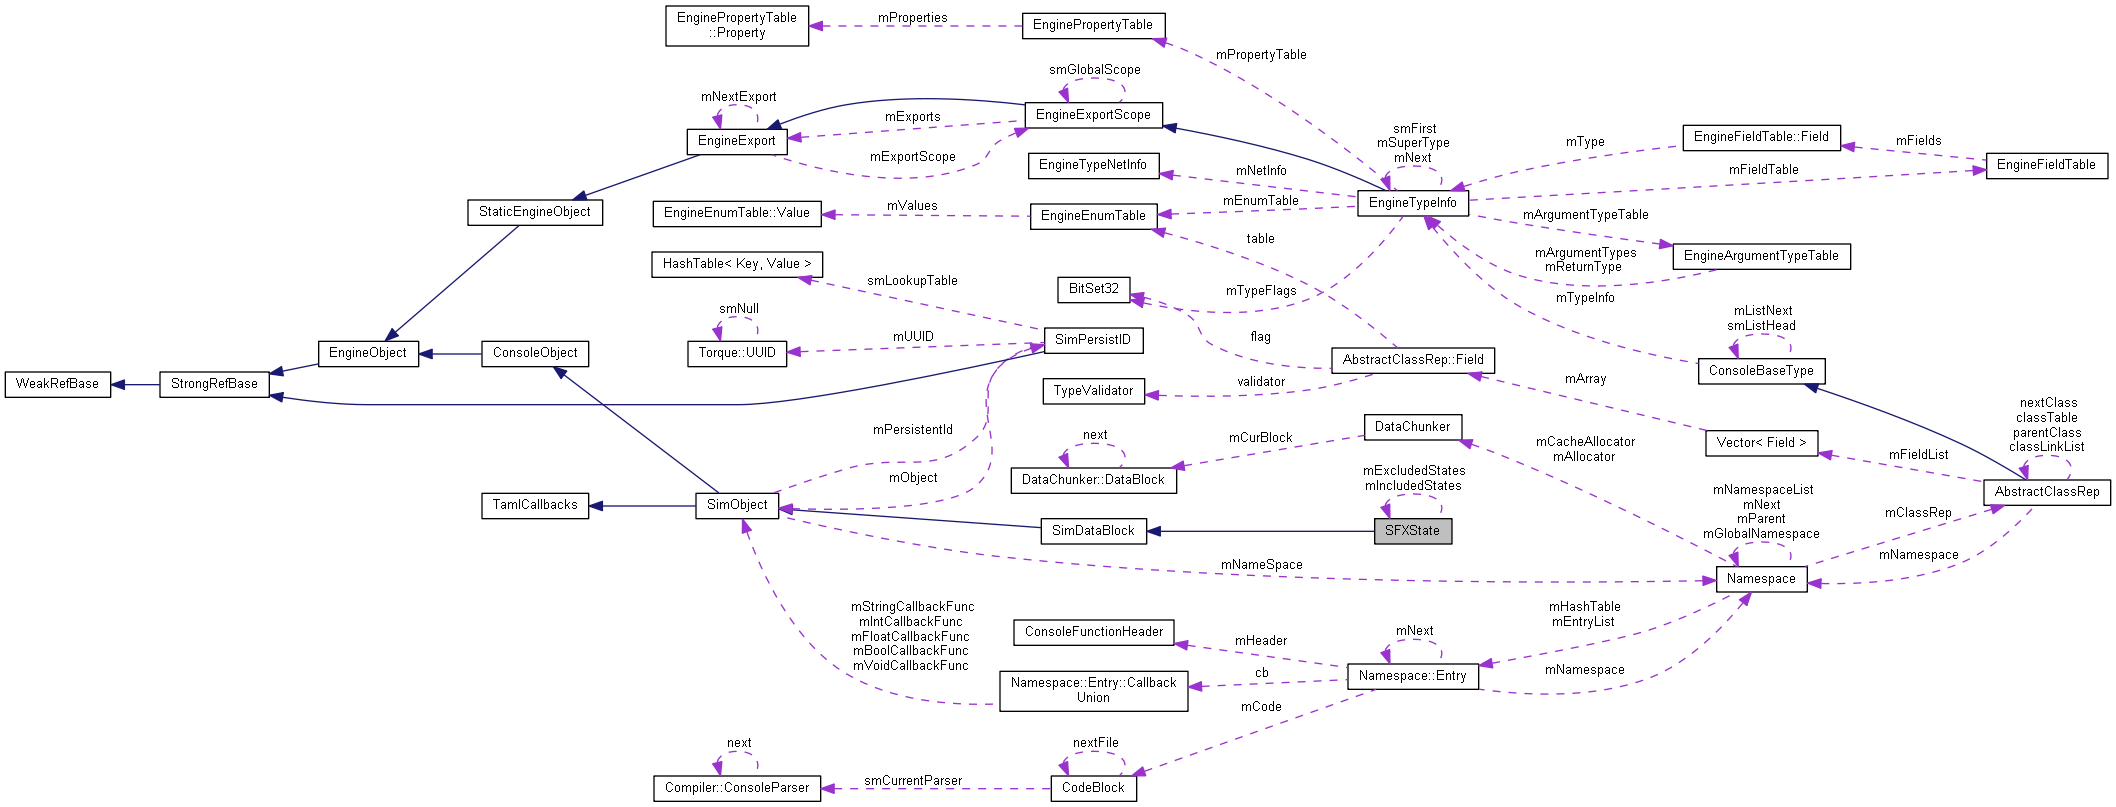 EnginePropertyTable
::Property
mProperties
EnginePropertyTable
mPropertyTable
smGlobalScope
mNextExport
EngineExportScope
mExports
EngineExport
mExportScope
smFirst
mSuperType
mNext
EngineTypeNetInfo
mNetInfo
EngineTypeInfo
mEnumTable
mType
EngineFieldTable::Field
mFields
EngineFieldTable
mFieldTable
StaticEngineObject
EngineEnumTable::Value
mValues
EngineEnumTable
table
mArgumentTypeTable
EngineArgumentTypeTable
mArgumentTypes
mReturnType
mTypeInfo
HashTable< Key, Value >
smLookupTable
BitSet32
mTypeFlags
flag
smNull
Torque::UUID
mUUID
SimPersistID
mListNext
smListHead
ConsoleBaseType
AbstractClassRep::Field
validator
TypeValidator
mArray
WeakRefBase
StrongRefBase
EngineObject
ConsoleObject
mPersistentId
mObject
DataChunker
mCurBlock
next
DataChunker::DataBlock
mCacheAllocator
mAllocator
Vector< Field >
mFieldList
nextClass
classTable
parentClass
classLinkList
AbstractClassRep
TamlCallbacks
SimObject
SimDataBlock
mExcludedStates
mIncludedStates
SFXState
mNamespaceList
mNext
mParent
mGlobalNamespace
Namespace
mClassRep
mNamespace
mNameSpace
mStringCallbackFunc
mIntCallbackFunc
mFloatCallbackFunc
mBoolCallbackFunc
mVoidCallbackFunc
ConsoleFunctionHeader
mHeader
mNext
Namespace::Entry
mHashTable
mEntryList
mNamespace
Namespace::Entry::Callback
Union
cb
mCode
next
Compiler::ConsoleParser
smCurrentParser
nextFile
CodeBlock